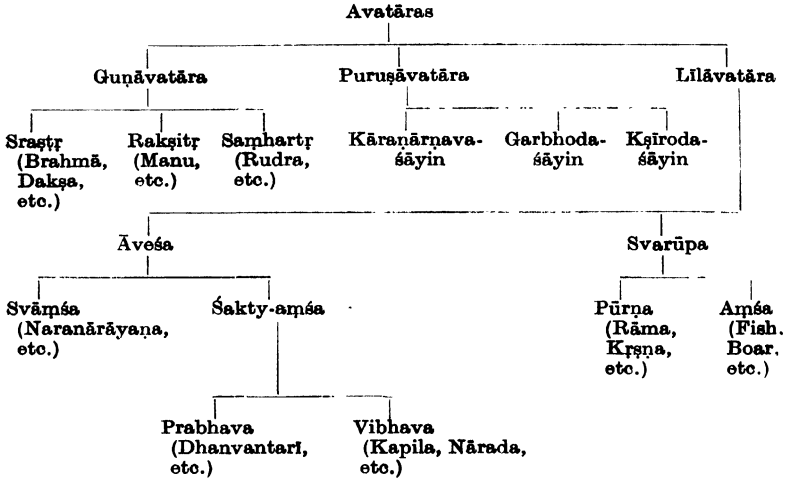 Avatāras
Guṇāvatāra Puruṣāvatāra Līlāvatāra
Sraṣṭṛ Rakṣitṛ Saṃhartṛ Kāraṇārṇava- Garbhoda- Kṣīroda-
(Brahmā, (Manu, (Rudra, śāyin śāyin śāyin
Dakṣa, etc.) etc.)
etc.)
Āveśa Svarūpa
Svāṃśa Śakty-aṃśa Pūrṇa Aṃśa
(Naranārāyaṇa, (Rāma, (Fish.
etc.) Kṛṣṇa, Boar.
etc.) etc.)
Prabhava Vibhava
(Dhanvantarī, (Kapila, Nārada,
etc.) etc.)